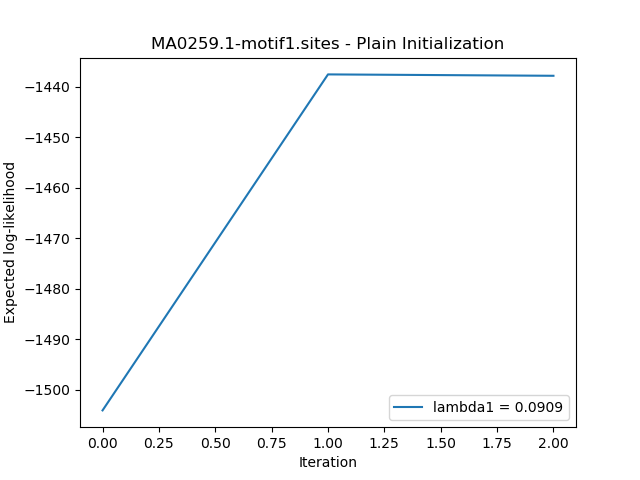 MA0259.1-motif1.sites - Plain Initialization
Expected log-likelihood
−1440
−1450
−1460
−1470
−1480
−1490
−1500
lambda1 = 0.0909
0.00 0.25 0.50 0.75 1.00 1.25 1.50 1.75 2.00
Iteration